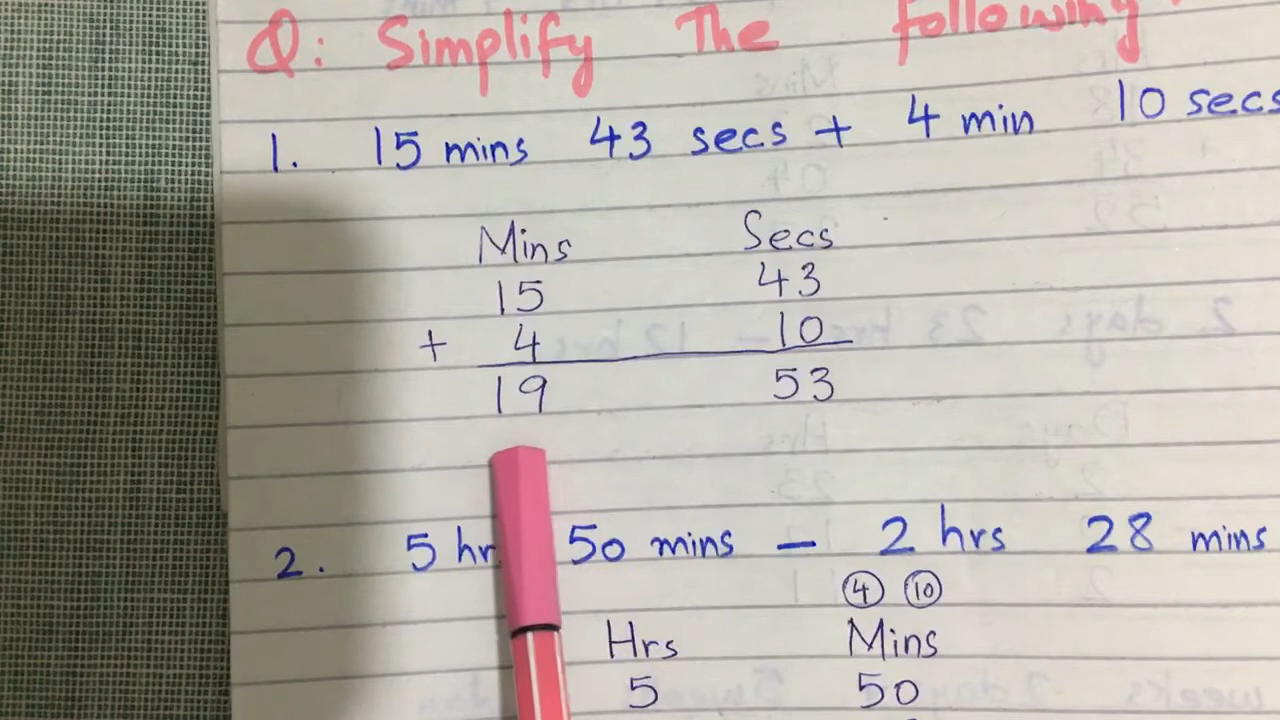 Q: Simplify The following
1. 15 mins 43 secs + 4 min 10 secs
Mins Secs
15 43
+ 4 10
19 53
2. 5 hr 50 mins - 2 hrs 28 mins
4 10
Hrs Mins
5 50